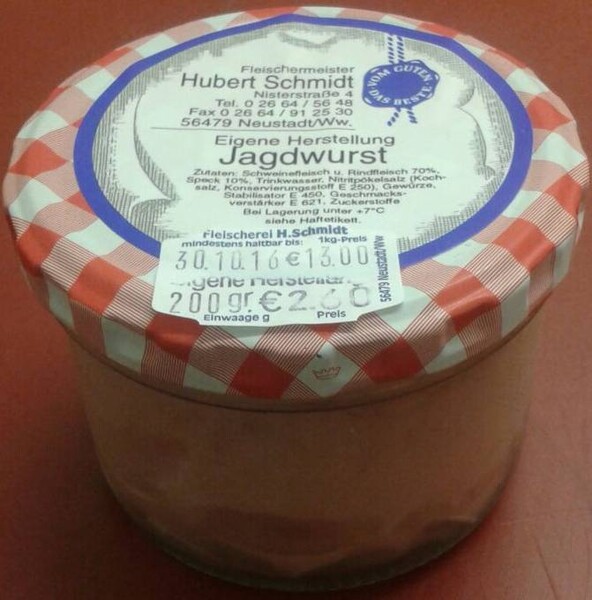 Fleischermeister
Hubert Schmidt
Nisterstraße 4
Tel. 0 26 64 / 56 48
Fax 0 26 64 / 91 25 30
56479 Neustadt/Ww.
VOM GUTEN
DAS BESTE
Eigene Herstellung
Jagdwurst
Zutaten: Schweinefleisch u. Rindfleisch 70%,
Speck 10%, Trinkwasser, Nitritpökelsalz (Koch-
salz, Konservierungsstoff E 250), Gewürze,
Stabilisator E 450, Geschmacks-
verstärker E 621, Zuckerstoffe
Bei Lagerung unter +7°C
siehe Haftetikett.
Fleischerei H.Schmidt
mindestens haltbar bis: 1kg-Preis
30.10.16 € 13.00
Eigene Herstellung
200gr. € 2.60
Einwaage g Preis
56479 Neustadt/Ww